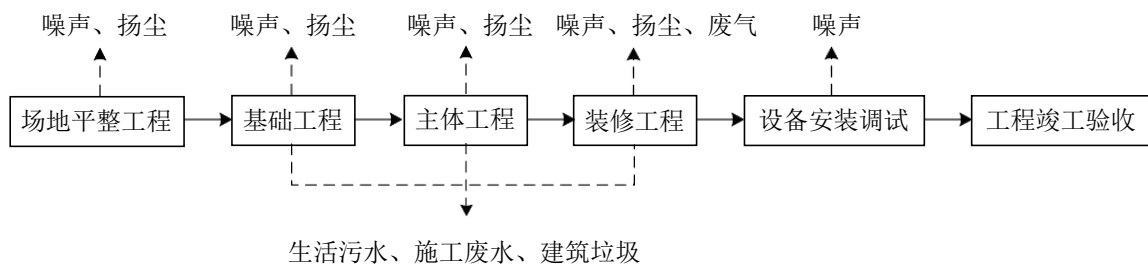 噪声、扬尘 噪声、扬尘 噪声、扬尘 噪声、扬尘、废气 噪声
场地平整工程 基础工程 主体工程 装修工程 设备安装调试 工程竣工验收
生活污水、施工废水、建筑垃圾